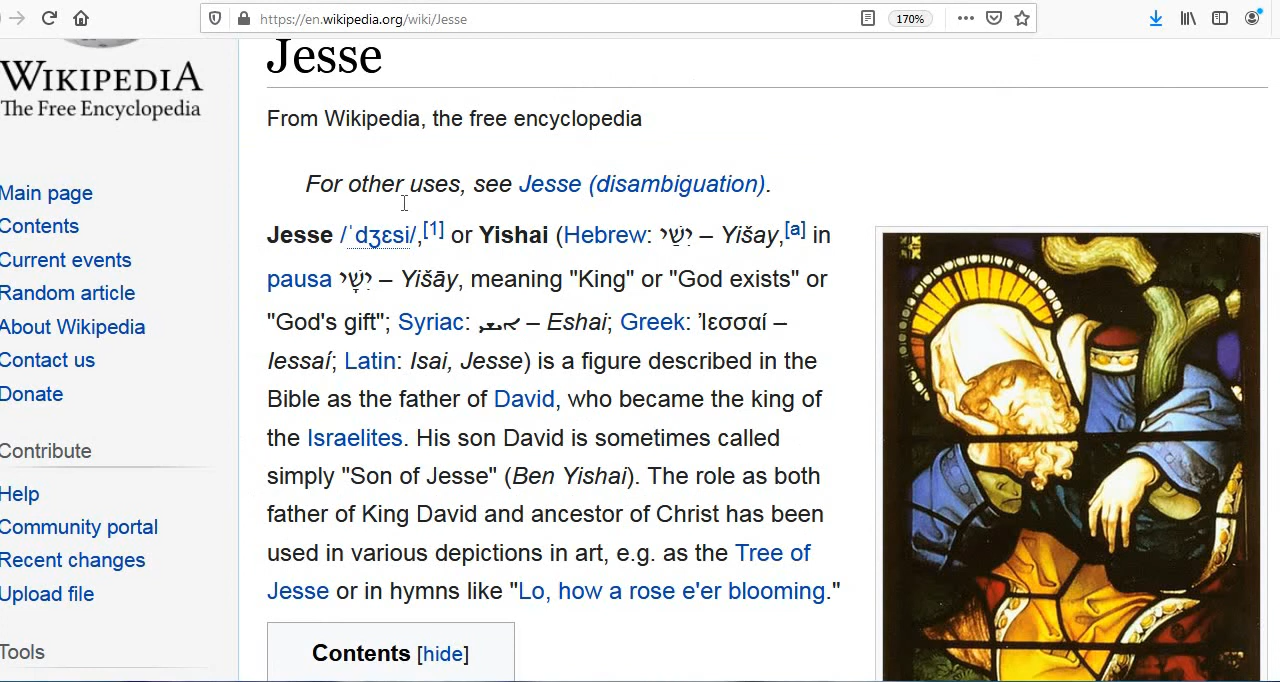 https://en.wikipedia.org/wiki/Jesse
170%
WIKIPEDIA
The Free Encyclopedia
Main page
Contents
Current events
Random article
About Wikipedia
Contact us
Donate
Contribute
Help
Community portal
Recent changes
Upload file
Tools
Jesse
From Wikipedia, the free encyclopedia
For other uses, see Jesse (disambiguation).
Jesse /ˈdʒɛsi/,[1] or Yishai (Hebrew: יִשַׁי – Yišay,[a] in
pausa יִשָׁי – Yišāy, meaning "King" or "God exists" or
"God's gift"; Syriac: ܐܝܫܝ – Eshai; Greek: Ἰεσσαί –
Iessaí; Latin: Isai, Jesse) is a figure described in the
Bible as the father of David, who became the king of
the Israelites. His son David is sometimes called
simply "Son of Jesse" (Ben Yishai). The role as both
father of King David and ancestor of Christ has been
used in various depictions in art, e.g. as the Tree of
Jesse or in hymns like "Lo, how a rose e'er blooming."
Contents [hide]